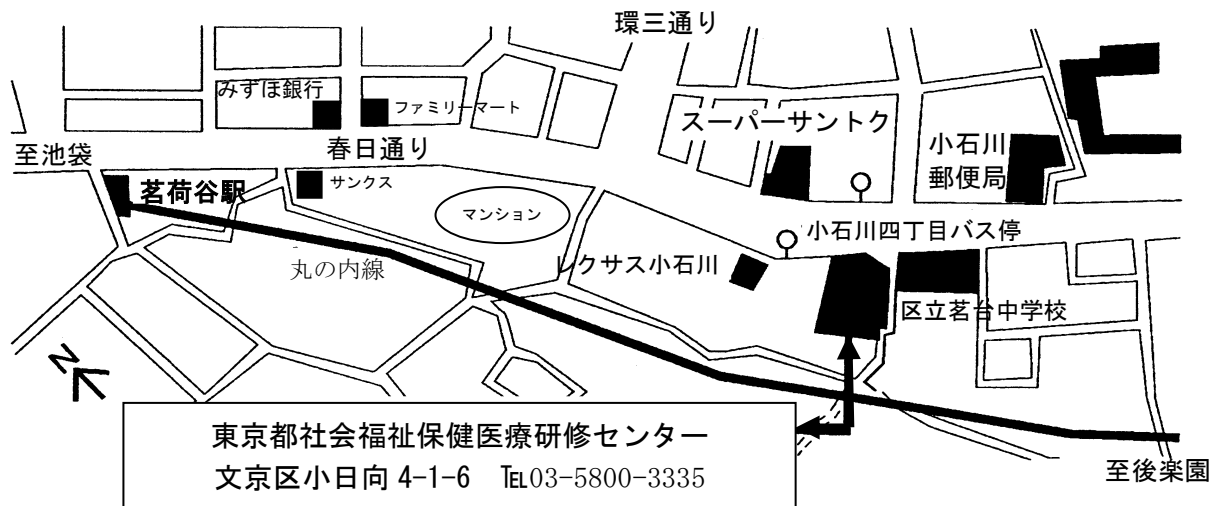 環三通り
みずほ銀行
ファミリーマート
スーパーサントク
小石川
郵便局
至池袋
春日通り
茗荷谷駅
サンクス
マンション
小石川四丁目バス停
丸の内線
レクサス小石川
区立茗台中学校
N
東京都社会福祉保健医療研修センター
文京区小日向 4-1-6 ℡03-5800-3335
至後楽園